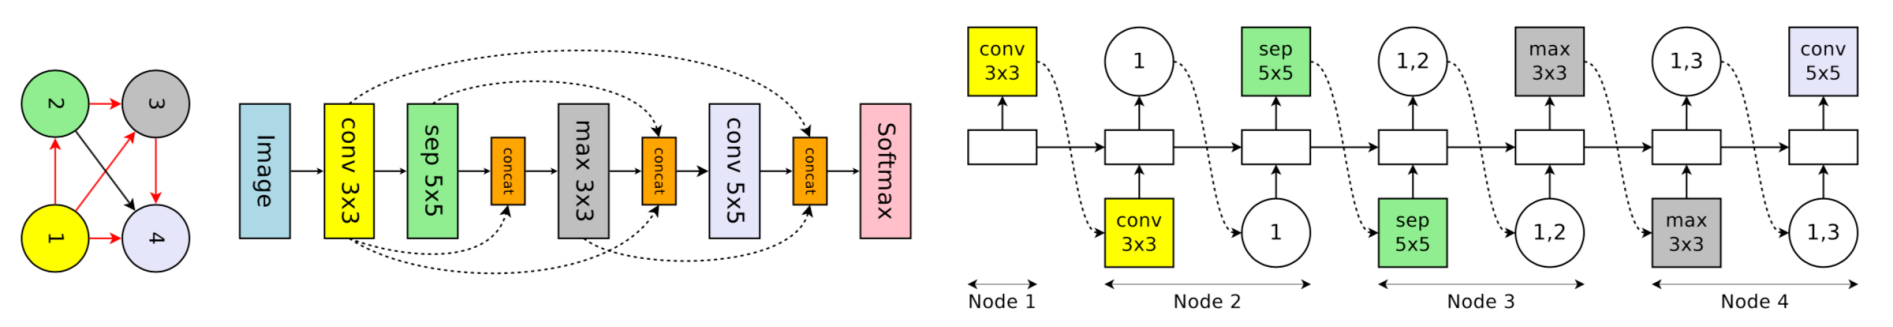 2
3
1
4
Image
conv 3x3
sep 5x5
concat
max 3x3
concat
conv 5x5
concat
Softmax
conv
3x3
1
sep
5x5
1,2
max
3x3
1,3
conv
5x5
conv
3x3
1
sep
5x5
1,2
max
3x3
1,3
Node 1
Node 2
Node 3
Node 4